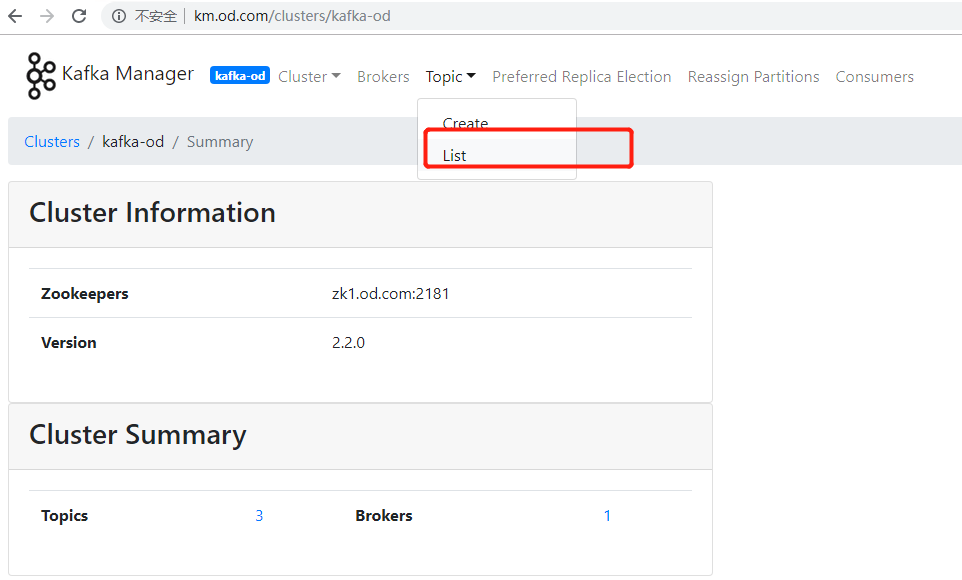 不安全 km.od.com/clusters/kafka-od
Kafka Manager kafka-od Cluster Brokers Topic Preferred Replica Election Reassign Partitions Consumers
Create
List
Clusters / kafka-od / Summary
Cluster Information
Zookeepers zk1.od.com:2181
Version 2.2.0
Cluster Summary
Topics 3 Brokers 1